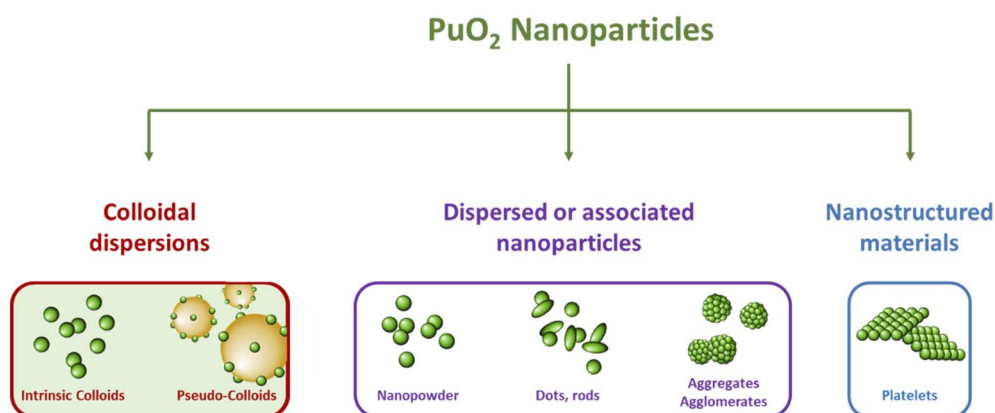 PuO₂ Nanoparticles
Colloidal
dispersions
Dispersed or associated
nanoparticles
Nanostructured
materials
Intrinsic Colloids
Pseudo-Colloids
Nanopowder
Dots, rods
Aggregates
Agglomerates
Platelets